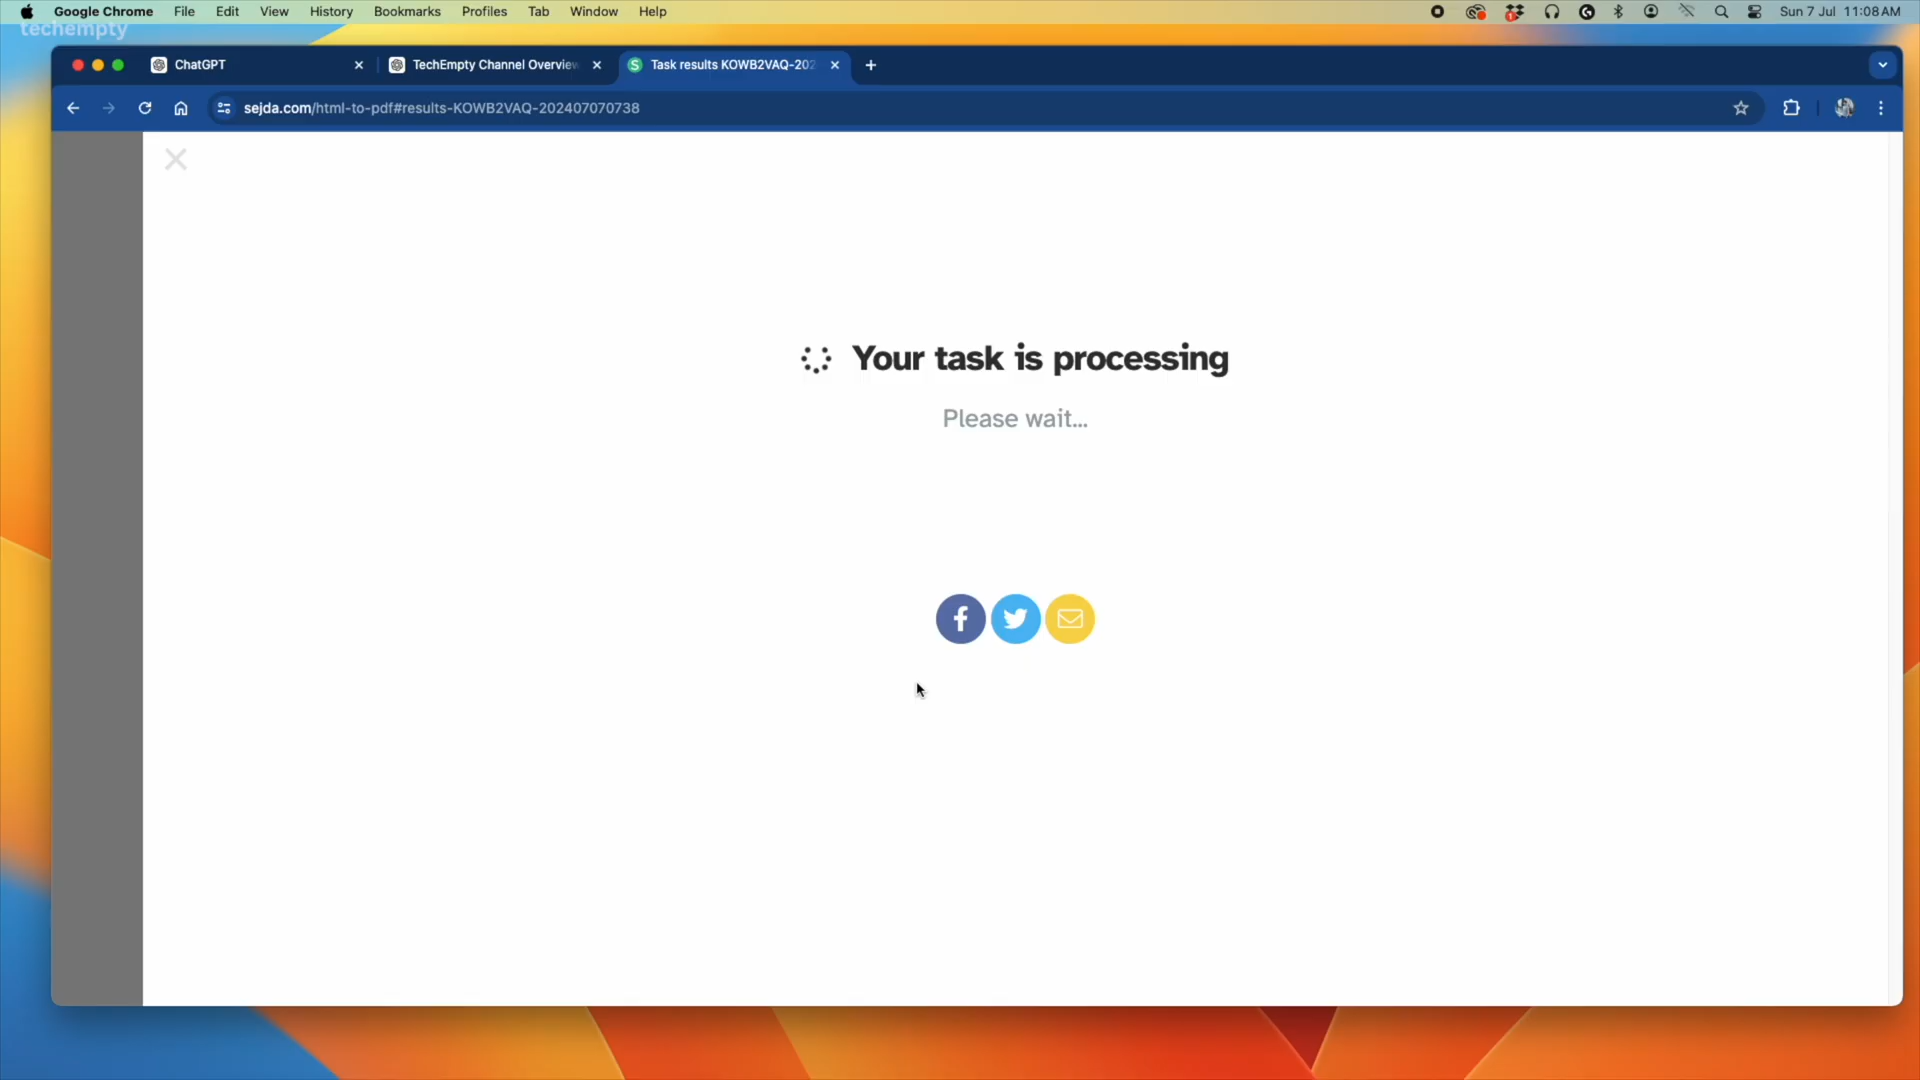 Google Chrome File Edit View History Bookmarks Profiles Tab Window Help Sun 7 Jul 11:08 AM
techempty
ChatGPT TechEmpty Channel Overview Task results KOWB2VAQ-202
sejda.com/html-to-pdf#results-KOWB2VAQ-202407070738
Your task is processing
Please wait...